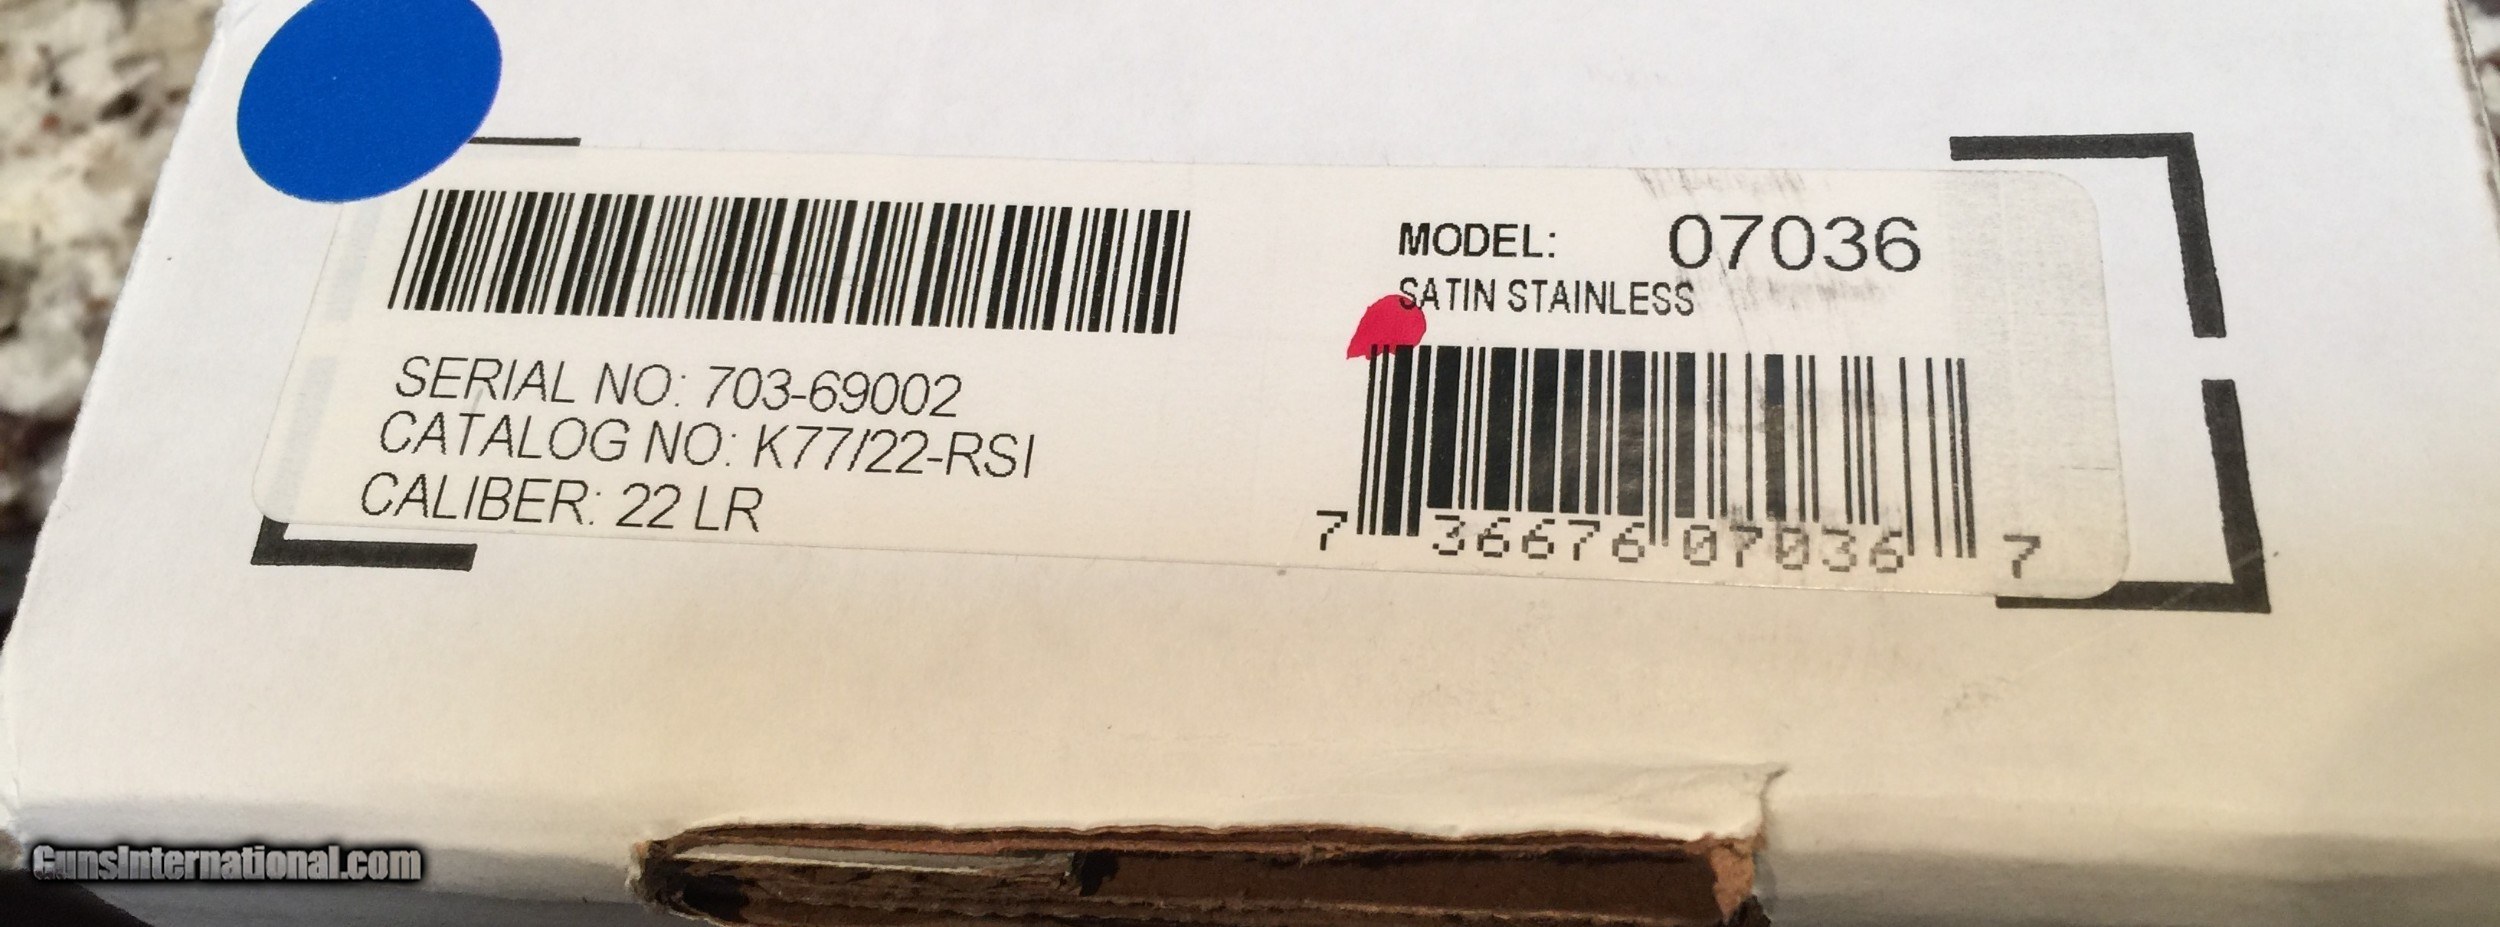 SERIAL NO: 703-69002
CATALOG NO: K77/22-RSI
CALIBER: 22 LR
MODEL: 07036
SATIN STAINLESS
7 36676 07036 7
GunsInternational.com